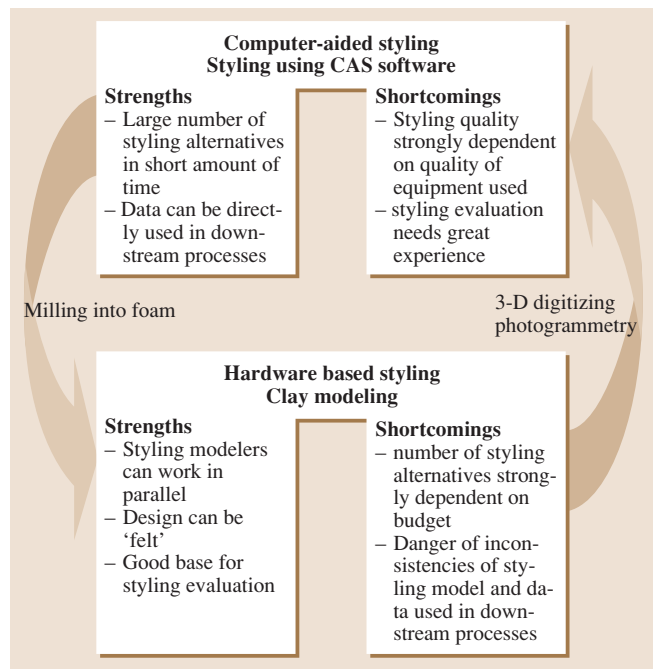 Computer-aided styling
Styling using CAS software
Strengths
– Large number of
styling alternatives
in short amount of
time
– Data can be direct-
ly used in down-
stream processes
Shortcomings
– Styling quality
strongly dependent
on quality of
equipment used
– styling evaluation
needs great
experience
Milling into foam
3-D digitizing
photogrammetry
Hardware based styling
Clay modeling
Strengths
– Styling modelers
can work in
parallel
– Design can be
‘felt’
– Good base for
styling evaluation
Shortcomings
– number of styling
alternatives strong-
ly dependent on
budget
– Danger of incon-
sistencies of sty-
ling model and da-
ta used in down-
stream processes